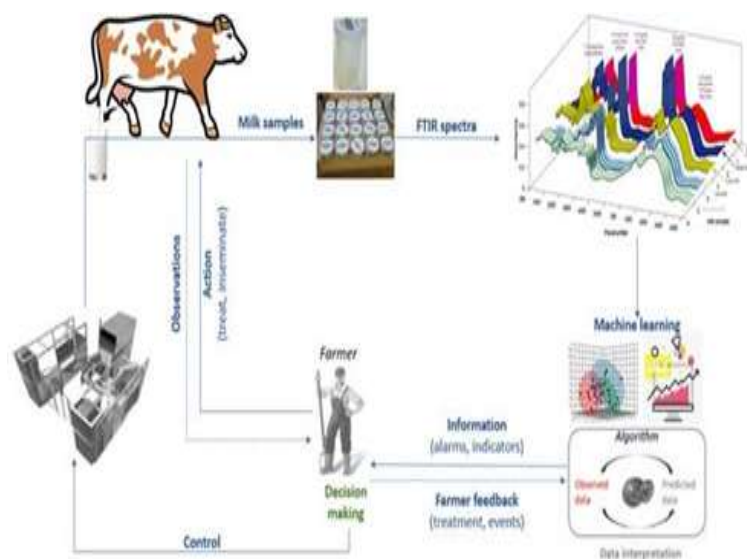 Milk samples
FTIR spectra
Observations
Action
(treat, inseminate)
Machine learning
Farmer
Information
(alarms, indicators)
Algorithm
Observed
data
Predicted
data
Decision
making
Farmer feedback
(treatment, events)
Control
Data interpretation